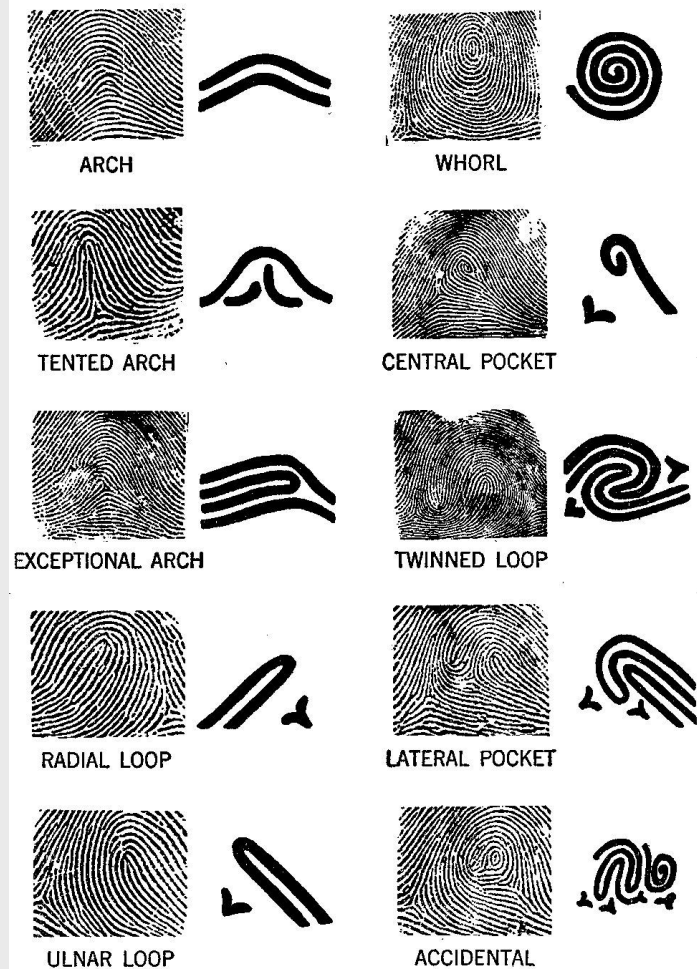 ARCH
WHORL
TENTED ARCH
CENTRAL POCKET
EXCEPTIONAL ARCH
TWINNED LOOP
RADIAL LOOP
LATERAL POCKET
ULNAR LOOP
ACCIDENTAL